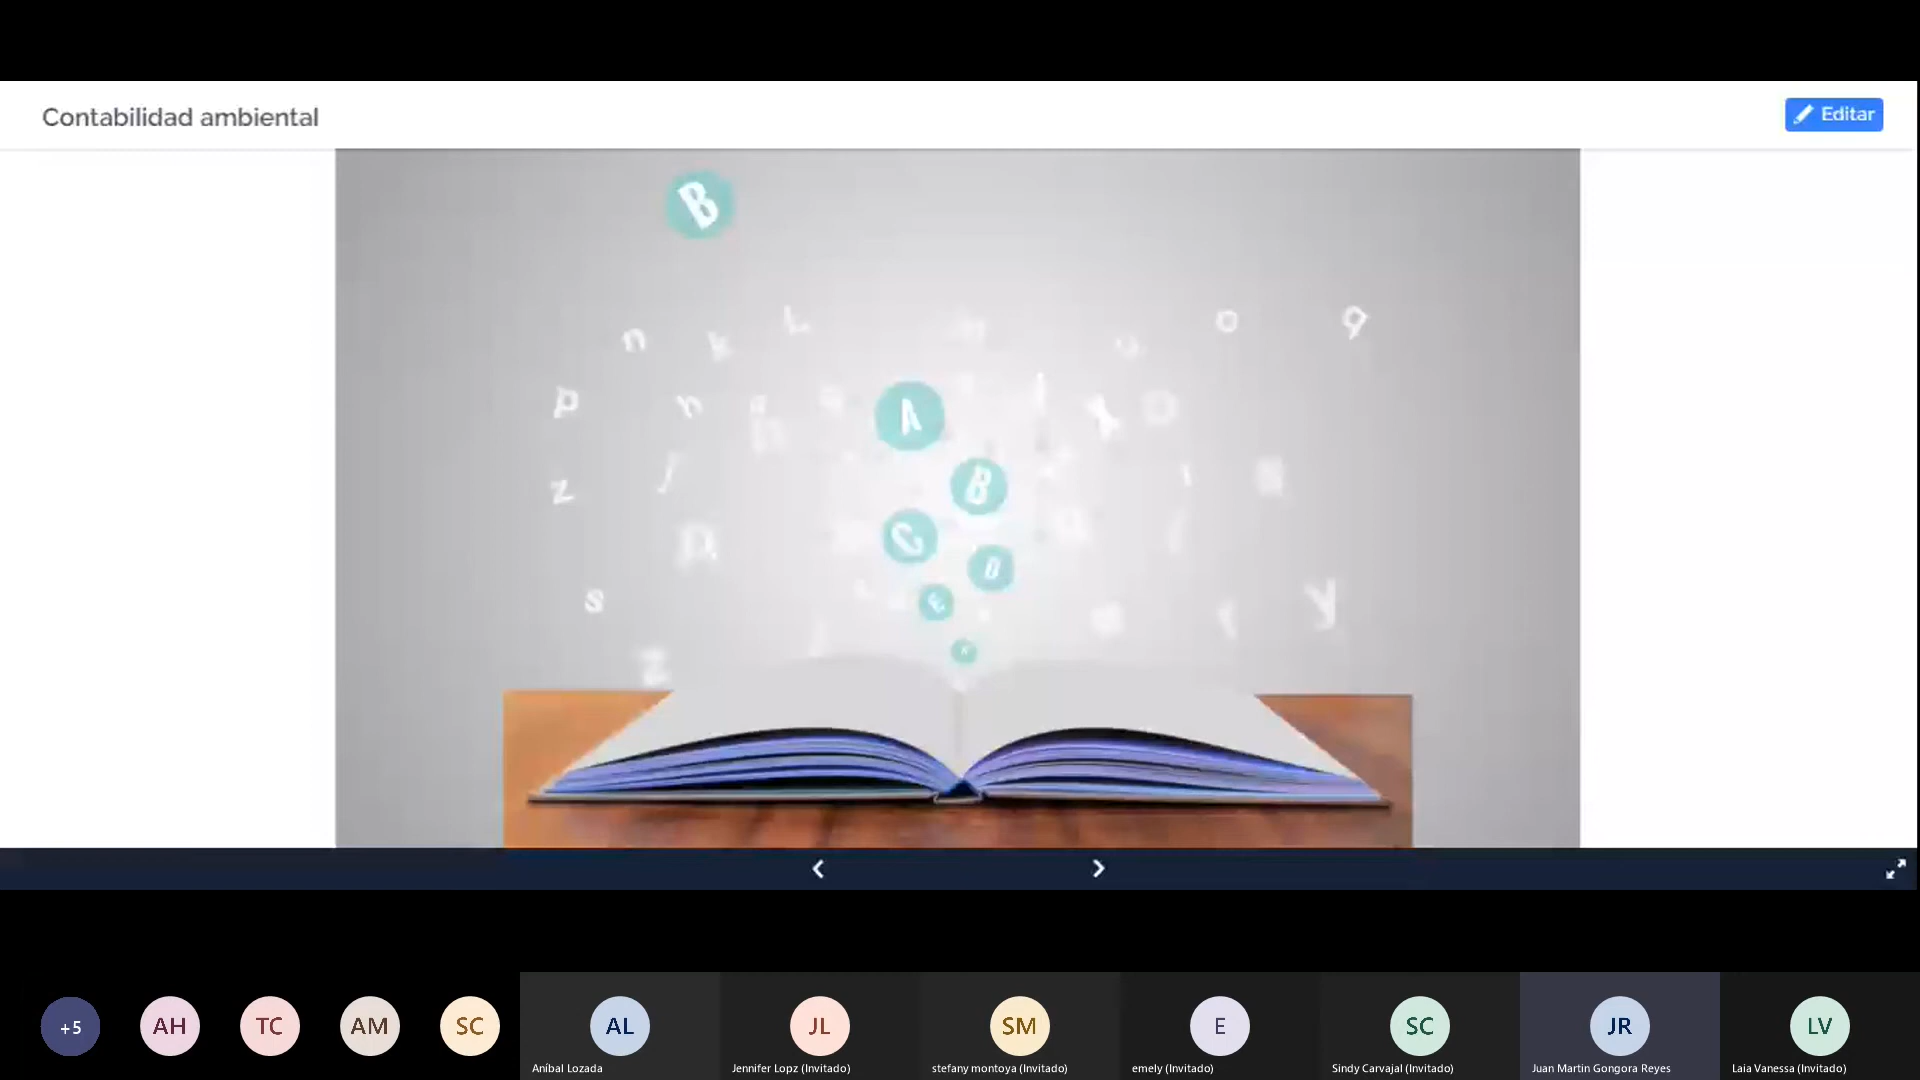 Contabilidad ambiental
Editar
B
n k L o 9
A
p n
B
z
C
D
E
s
y
z
+5 AH TC AM SC AL JL SM E SC JR LV
Aníbal Lozada
Jennifer Lopz (Invitado)
stefany montoya (Invitado)
emely (Invitado)
Sindy Carvajal (Invitado)
Juan Martin Gongora Reyes
Laia Vanessa (Invitado)